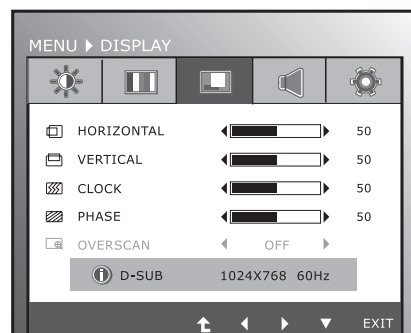 MENU ▶ DISPLAY
HORIZONTAL 50
VERTICAL 50
CLOCK 50
PHASE 50
OVERSCAN OFF
D-SUB 1024X768 60Hz
EXIT